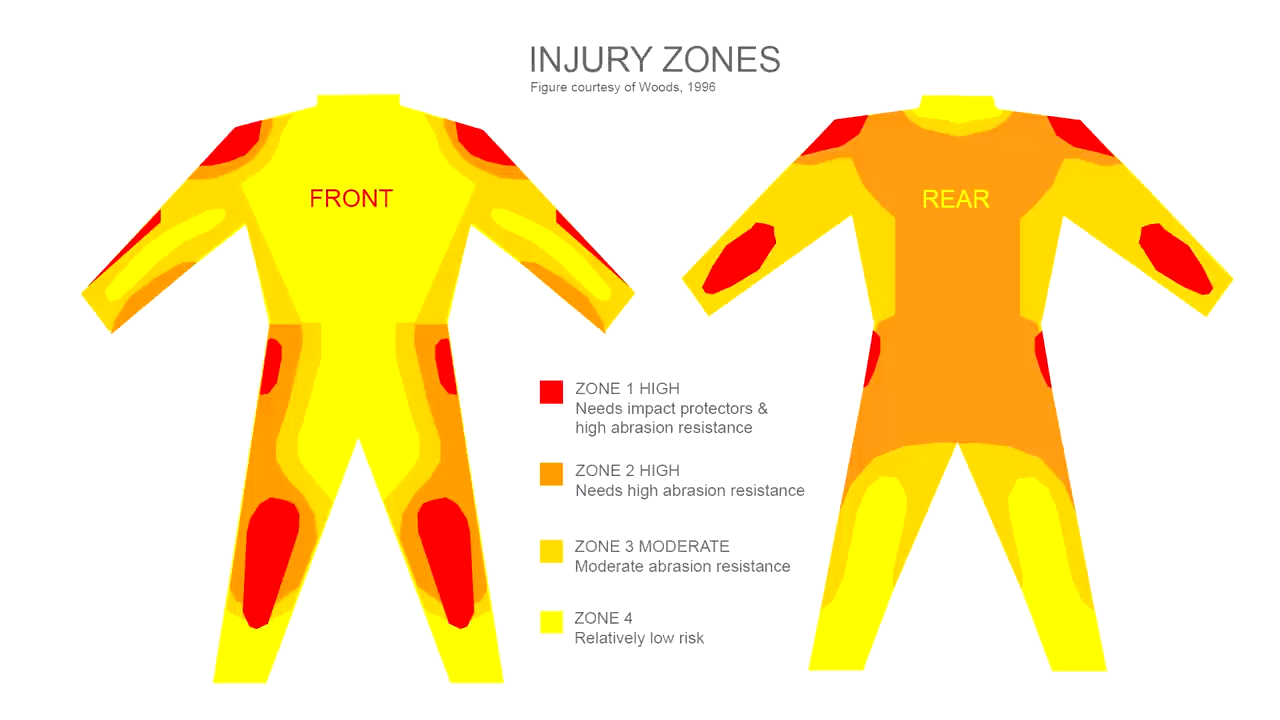 INJURY ZONES
Figure courtesy of Woods, 1996
FRONT
REAR
ZONE 1 HIGH
Needs impact protectors &
high abrasion resistance
ZONE 2 HIGH
Needs high abrasion resistance
ZONE 3 MODERATE
Moderate abrasion resistance
ZONE 4
Relatively low risk